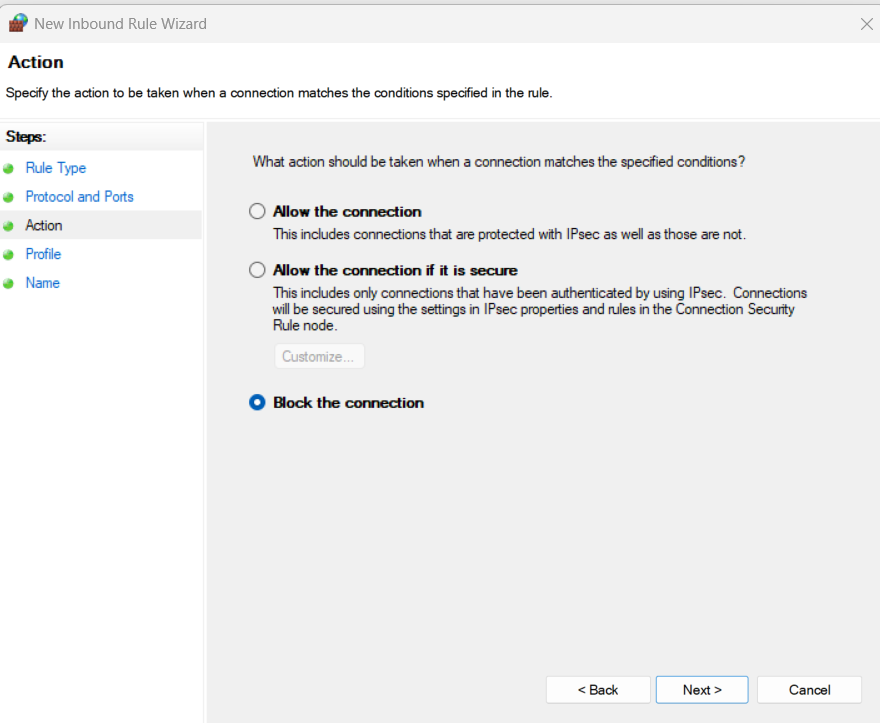 New Inbound Rule Wizard
Action
Specify the action to be taken when a connection matches the conditions specified in the rule.
Steps:
Rule Type
Protocol and Ports
Action
Profile
Name
What action should be taken when a connection matches the specified conditions?
Allow the connection
This includes connections that are protected with IPsec as well as those are not.
Allow the connection if it is secure
This includes only connections that have been authenticated by using IPsec. Connections
will be secured using the settings in IPsec properties and rules in the Connection Security
Rule node.
Customize...
Block the connection
< Back
Next >
Cancel